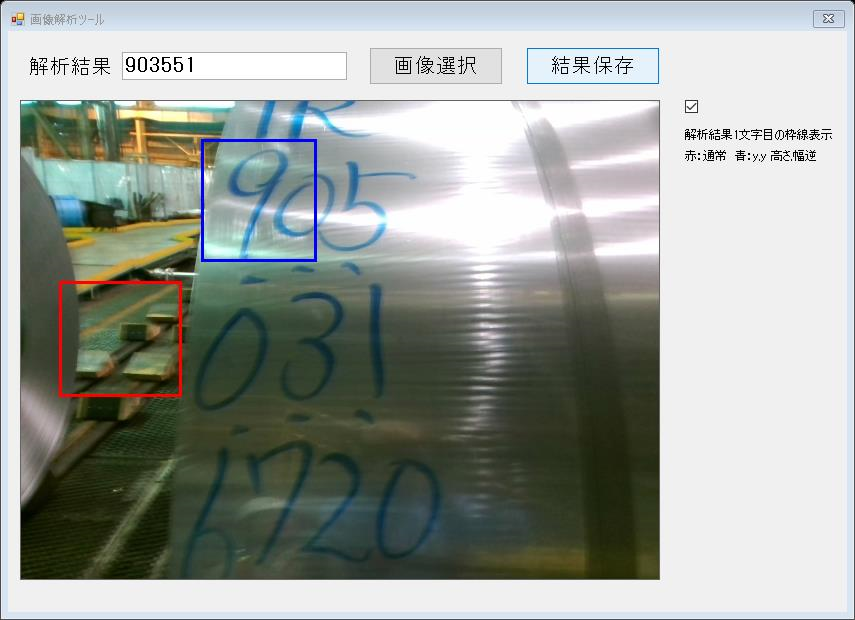 画像解析ツール
解析結果 903551 画像選択 結果保存
解析結果1文字目の枠線表示
赤:通常 青:y,y 高さ,幅逆
1R
905
031
6720